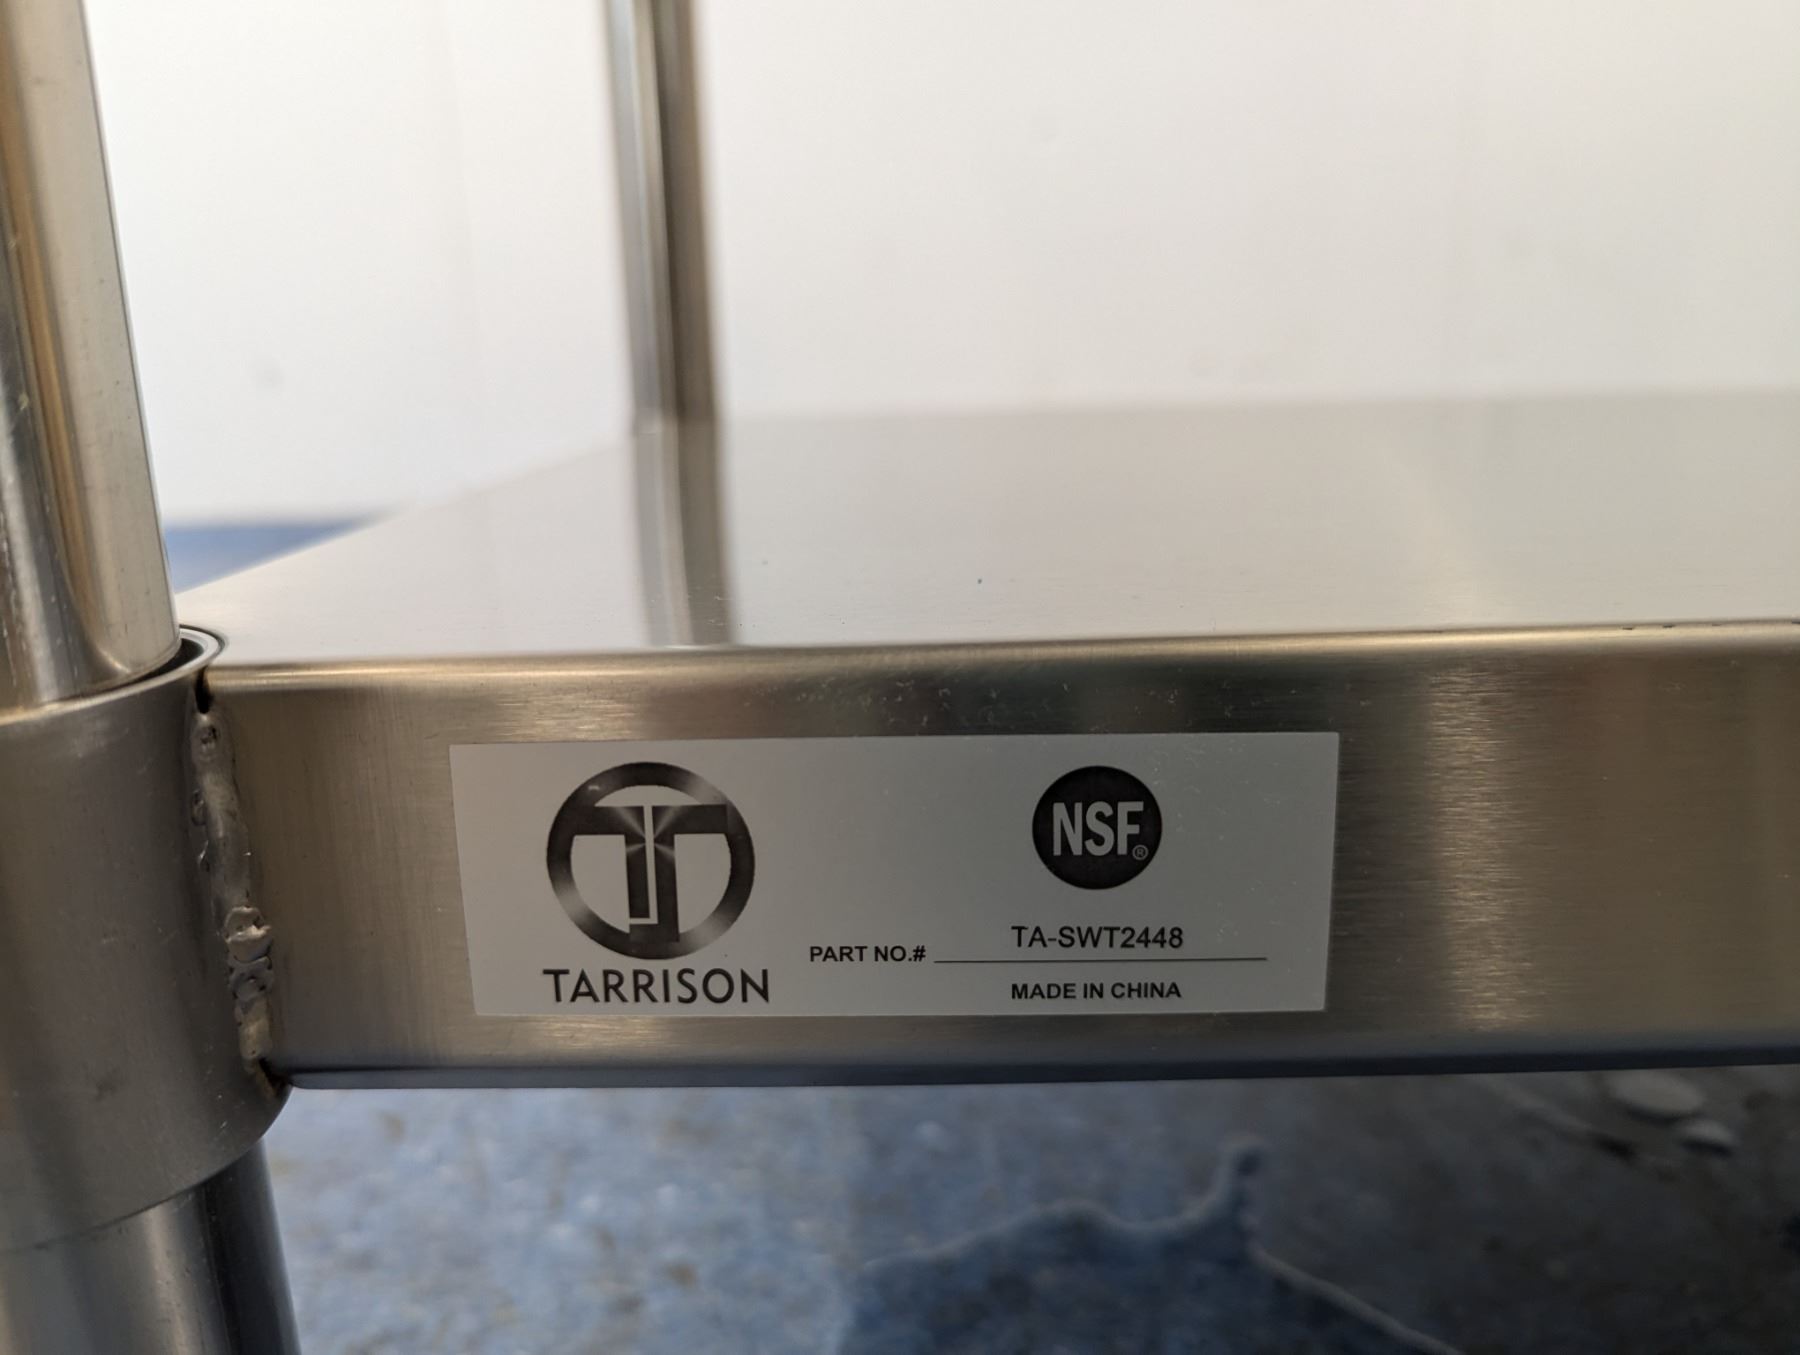 NSF®
TARRISON
PART NO.# TA-SWT2448
MADE IN CHINA